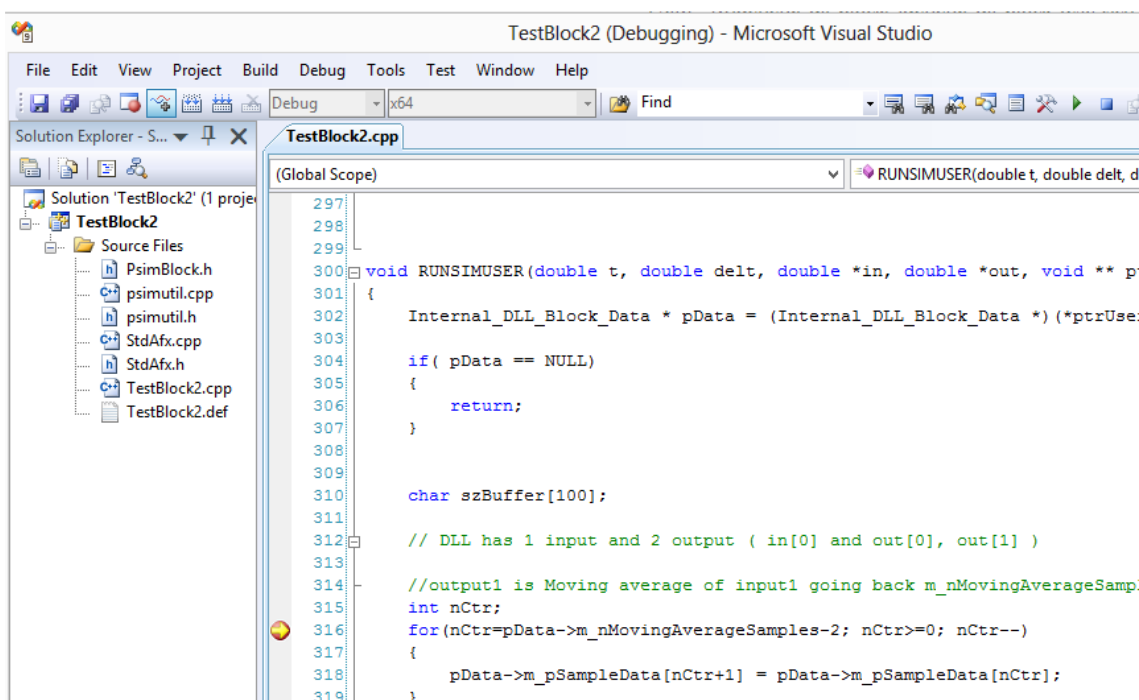 TestBlock2 (Debugging) - Microsoft Visual Studio
File Edit View Project Build Debug Tools Test Window Help
Debug x64 Find
Solution Explorer - S...
TestBlock2.cpp
(Global Scope) RUNSIMUSER(double t, double delt, d
Solution 'TestBlock2' (1 proje
TestBlock2
Source Files
PsimBlock.h
psimutil.cpp
psimutil.h
StdAfx.cpp
StdAfx.h
TestBlock2.cpp
TestBlock2.def
297
298
299
300 void RUNSIMUSER(double t, double delt, double *in, double *out, void ** p
301 {
302 Internal_DLL_Block_Data * pData = (Internal_DLL_Block_Data *)(*ptrUse
303
304 if( pData == NULL)
305 {
306 return;
307 }
308
309
310 char szBuffer[100];
311
312 // DLL has 1 input and 2 output ( in[0] and out[0], out[1] )
313
314 //output1 is Moving average of input1 going back m_nMovingAverageSamp
315 int nCtr;
316 for(nCtr=pData->m_nMovingAverageSamples-2; nCtr>=0; nCtr--)
317 {
318 pData->m_pSampleData[nCtr+1] = pData->m_pSampleData[nCtr];
319 }